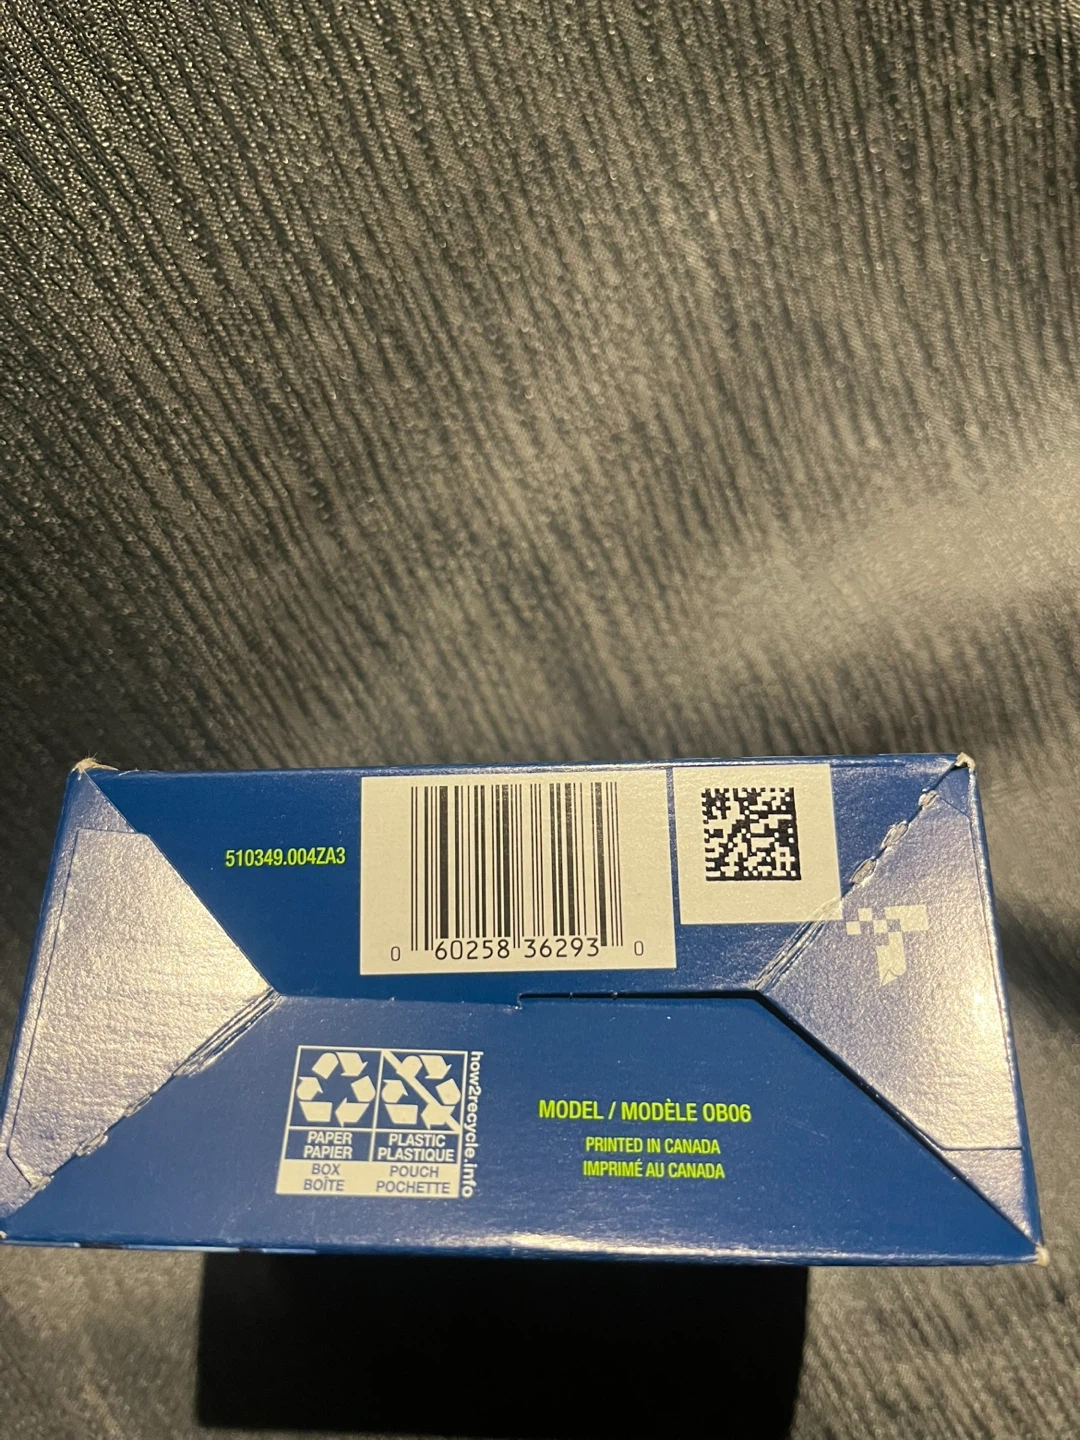 510349.004ZA3
0 60258 36293 0
PAPER
PAPIER
BOX
BOÎTE
PLASTIC
PLASTIQUE
POUCH
POCHETTE
how2recycle.info
MODEL / MODÈLE OB06
PRINTED IN CANADA
IMPRIMÉ AU CANADA